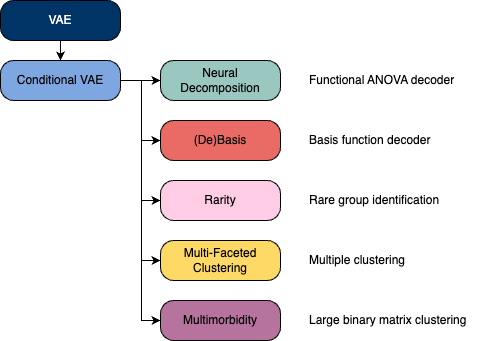 VAE
Conditional VAE
Neural
Decomposition
Functional ANOVA decoder
(De)Basis
Basis function decoder
Rarity
Rare group identification
Multi-Faceted
Clustering
Multiple clustering
Multimorbidity
Large binary matrix clustering